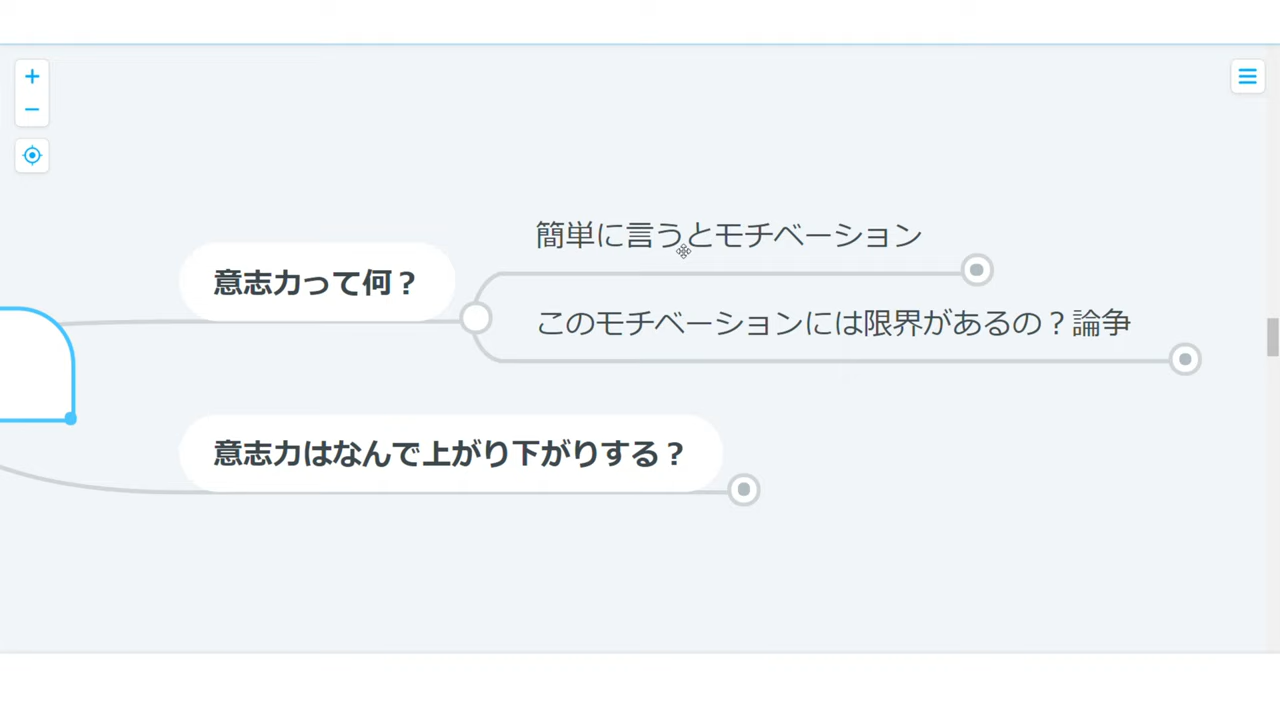 簡単に言うとモチベーション
意志力って何？
このモチベーションには限界があるの？論争
意志力はなんで上がり下がりする？